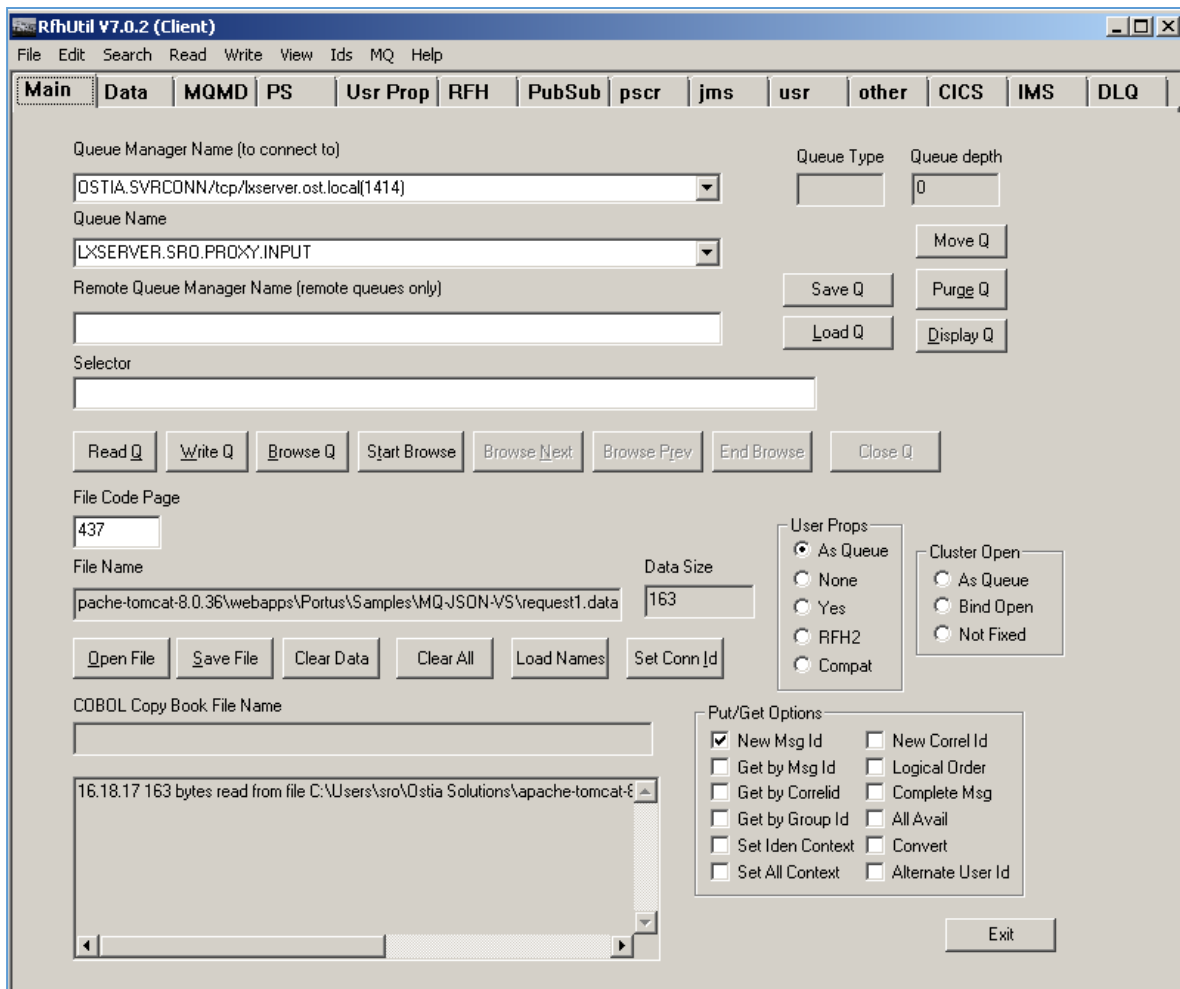 RfhUtil V7.0.2 (Client)
File Edit Search Read Write View Ids MQ Help
Main Data MQMD PS Usr Prop RFH PubSub pscr jms usr other CICS IMS DLQ
Queue Manager Name (to connect to)
Queue Type Queue depth
OSTIA.SVRCONN/tcp/lxserver.ost.local(1414)
0
Queue Name
LXSERVER.SRO.PROXY.INPUT
Move Q
Remote Queue Manager Name (remote queues only)
Save Q Purge Q
Load Q Display Q
Selector
Read Q Write Q Browse Q Start Browse Browse Next Browse Prev End Browse Close Q
File Code Page
437
User Props
As Queue
None
Yes
RFH2
Compat
Cluster Open
As Queue
Bind Open
Not Fixed
File Name
Data Size
pache-tomcat-8.0.36\webapps\Portus\Samples\MQ-JSON-VS\request1.data
163
Open File Save File Clear Data Clear All Load Names Set Conn Id
COBOL Copy Book File Name
Put/Get Options
New Msg Id New Correl Id
Get by Msg Id Logical Order
Get by Correlid Complete Msg
Get by Group Id All Avail
Set Iden Context Convert
Set All Context Alternate User Id
16.18.17 163 bytes read from file C:\Users\sro\Ostia Solutions\apache-tomcat-8
Exit